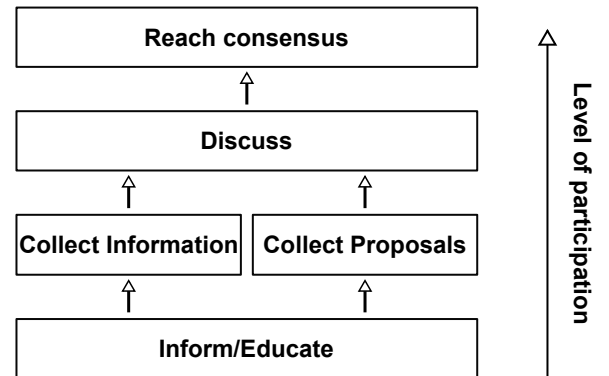 Reach consensus
Discuss
Collect Information
Collect Proposals
Inform/Educate
Level of participation